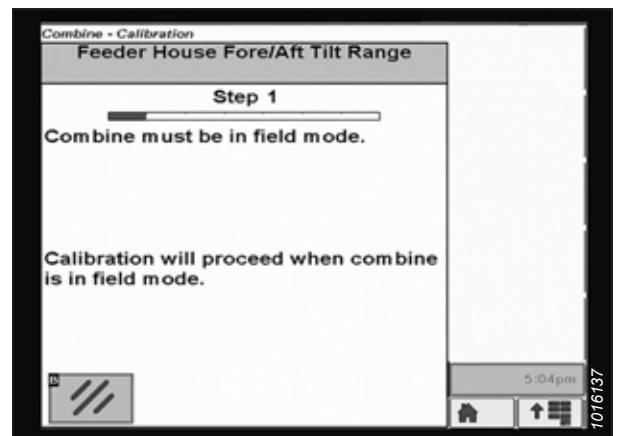 Combine - Calibration
Feeder House Fore/Aft Tilt Range
Step 1
Combine must be in field mode.
Calibration will proceed when combine
is in field mode.
5:04pm
1016137